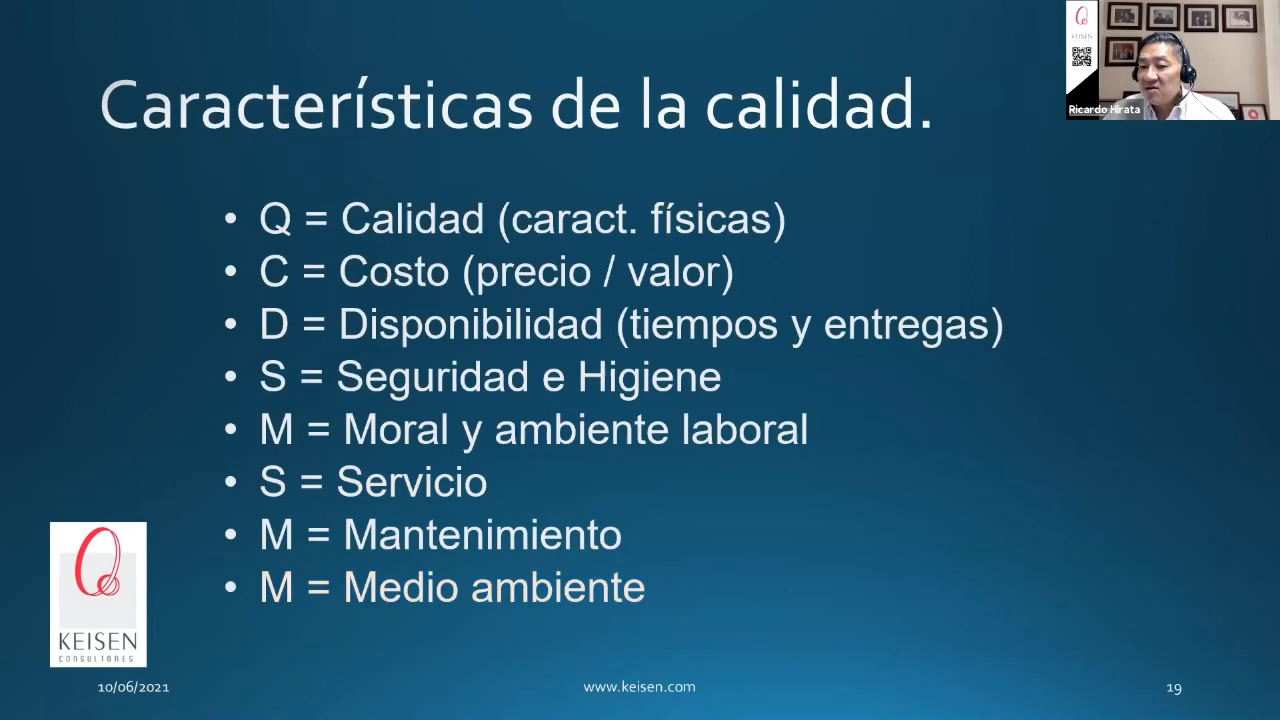 Características de la calidad.
• Q = Calidad (caract. físicas)
• C = Costo (precio / valor)
• D = Disponibilidad (tiempos y entregas)
• S = Seguridad e Higiene
• M = Moral y ambiente laboral
• S = Servicio
• M = Mantenimiento
• M = Medio ambiente
KEISEN
CONSULTORES
10/06/2021
www.keisen.com
19
KEISEN
Ricardo Hirata